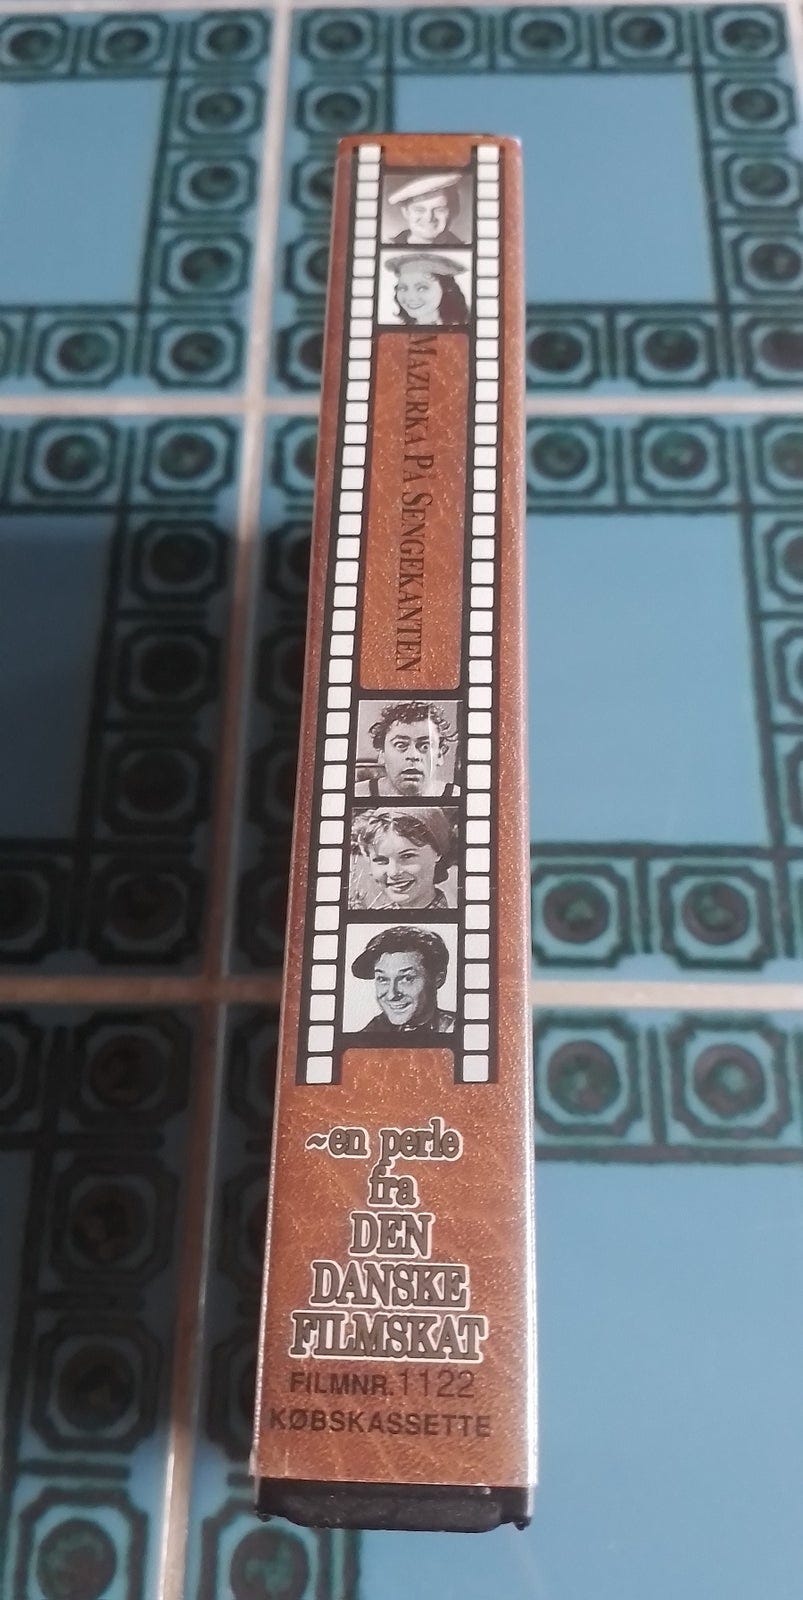 MAZURKA PÅ SENGEKANTEN
~en perle
fra
DEN
DANSKE
FILMSKAT
FILMNR.1122
KØBSKASSETTE